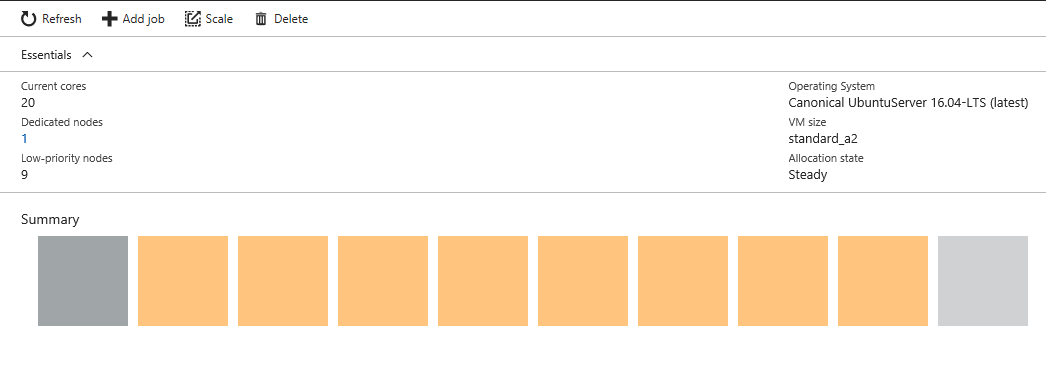 Refresh Add job Scale Delete
Essentials
Current cores
20
Dedicated nodes
1
Low-priority nodes
9
Operating System
Canonical UbuntuServer 16.04-LTS (latest)
VM size
standard_a2
Allocation state
Steady
Summary